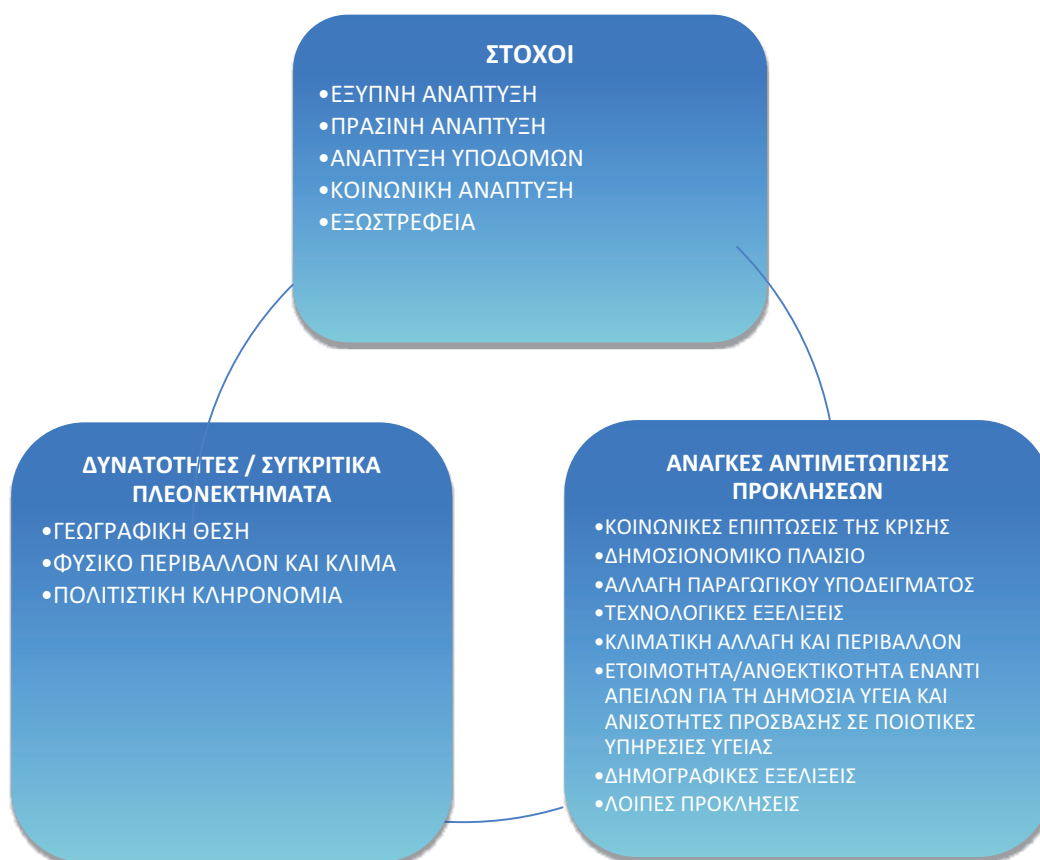 ΣΤΟΧΟΙ
•ΕΞΥΠΝΗ ΑΝΑΠΤΥΞΗ
•ΠΡΑΣΙΝΗ ΑΝΑΠΤΥΞΗ
•ΑΝΑΠΤΥΞΗ ΥΠΟΔΟΜΩΝ
•ΚΟΙΝΩΝΙΚΗ ΑΝΑΠΤΥΞΗ
•ΕΞΩΣΤΡΕΦΕΙΑ
ΔΥΝΑΤΟΤΗΤΕΣ / ΣΥΓΚΡΙΤΙΚΑ
ΠΛΕΟΝΕΚΤΗΜΑΤΑ
•ΓΕΩΓΡΑΦΙΚΗ ΘΕΣΗ
•ΦΥΣΙΚΟ ΠΕΡΙΒΑΛΛΟΝ ΚΑΙ ΚΛΙΜΑ
•ΠΟΛΙΤΙΣΤΙΚΗ ΚΛΗΡΟΝΟΜΙΑ
ΑΝΑΓΚΕΣ ΑΝΤΙΜΕΤΩΠΙΣΗΣ
ΠΡΟΚΛΗΣΕΩΝ
•ΚΟΙΝΩΝΙΚΕΣ ΕΠΙΠΤΩΣΕΙΣ ΤΗΣ ΚΡΙΣΗΣ
•ΔΗΜΟΣΙΟΝΟΜΙΚΟ ΠΛΑΙΣΙΟ
•ΑΛΛΑΓΗ ΠΑΡΑΓΩΓΙΚΟΥ ΥΠΟΔΕΙΓΜΑΤΟΣ
•ΤΕΧΝΟΛΟΓΙΚΕΣ ΕΞΕΛΙΞΕΙΣ
•ΚΛΙΜΑΤΙΚΗ ΑΛΛΑΓΗ ΚΑΙ ΠΕΡΙΒΑΛΛΟΝ
•ΕΤΟΙΜΟΤΗΤΑ/ΑΝΘΕΚΤΙΚΟΤΗΤΑ ΕΝΑΝΤΙ
ΑΠΕΙΛΩΝ ΓΙΑ ΤΗ ΔΗΜΟΣΙΑ ΥΓΕΙΑ ΚΑΙ
ΑΝΙΣΟΤΗΤΕΣ ΠΡΟΣΒΑΣΗΣ ΣΕ ΠΟΙΟΤΙΚΕΣ
ΥΠΗΡΕΣΙΕΣ ΥΓΕΙΑΣ
•ΔΗΜΟΓΡΑΦΙΚΕΣ ΕΞΕΛΙΞΕΙΣ
•ΛΟΙΠΕΣ ΠΡΟΚΛΗΣΕΙΣ